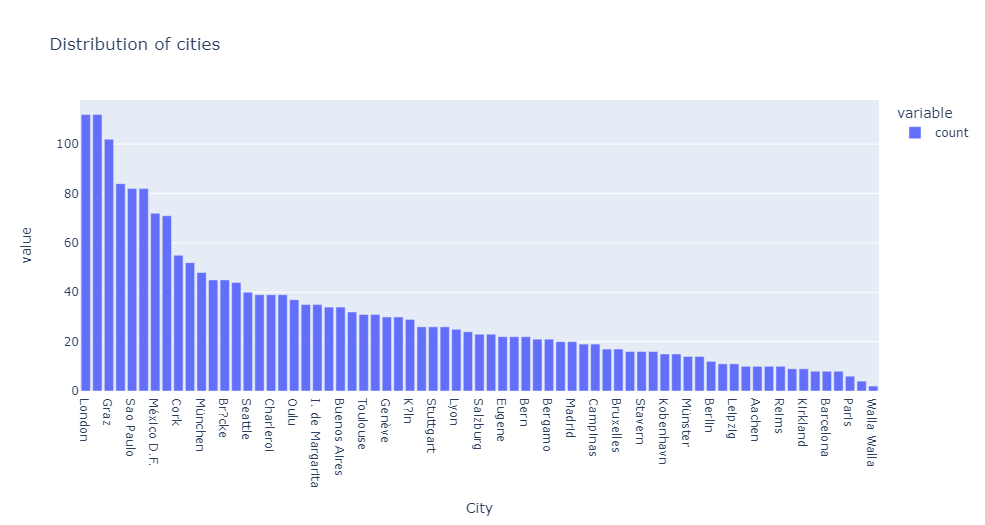 Distribution of cities
variable
count
value
100
80
60
40
20
0
London
Graz
Sao Paulo
México D.F.
Cork
München
Br?cke
Seattle
Charleroi
Oulu
I. de Margarita
Buenos Aires
Toulouse
Genève
K?ln
Stuttgart
Lyon
Salzburg
Eugene
Bern
Bergamo
Madrid
Campinas
Bruxelles
Stavern
Kobenhavn
Münster
Berlin
Leipzig
Aachen
Reims
Kirkland
Barcelona
Paris
Walla Walla
City